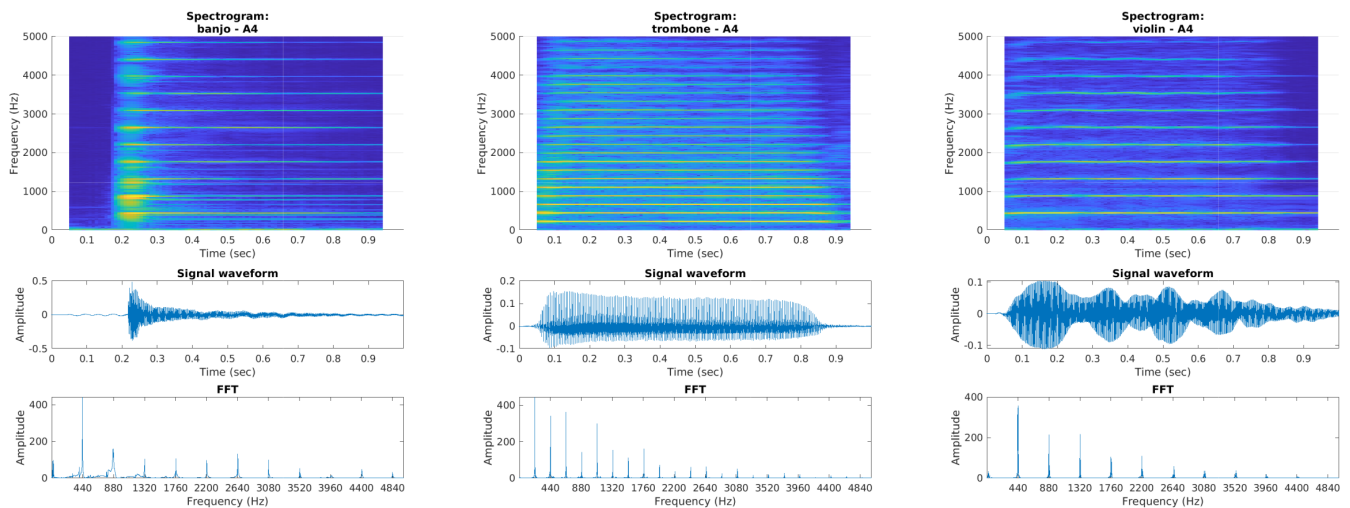 Spectrogram:
banjo - A4
5000
4000
3000
2000
1000
0
Frequency (Hz)
0 0.1 0.2 0.3 0.4 0.5 0.6 0.7 0.8 0.9
Time (sec)
Signal waveform
0.5
0
-0.5
Amplitude
0 0.1 0.2 0.3 0.4 0.5 0.6 0.7 0.8 0.9
Time (sec)
FFT
400
200
0
Amplitude
440 880 1320 1760 2200 2640 3080 3520 3960 4400 4840
Frequency (Hz)
Spectrogram:
trombone - A4
5000
4000
3000
2000
1000
0
Frequency (Hz)
0 0.1 0.2 0.3 0.4 0.5 0.6 0.7 0.8 0.9
Time (sec)
Signal waveform
0.2
0.1
0
-0.1
Amplitude
0 0.1 0.2 0.3 0.4 0.5 0.6 0.7 0.8 0.9
Time (sec)
FFT
400
200
0
Amplitude
440 880 1320 1760 2200 2640 3080 3520 3960 4400 4840
Frequency (Hz)
Spectrogram:
violin - A4
5000
4000
3000
2000
1000
0
Frequency (Hz)
0 0.1 0.2 0.3 0.4 0.5 0.6 0.7 0.8 0.9
Time (sec)
Signal waveform
0.1
0
-0.1
Amplitude
0 0.1 0.2 0.3 0.4 0.5 0.6 0.7 0.8 0.9
Time (sec)
FFT
400
200
0
Amplitude
440 880 1320 1760 2200 2640 3080 3520 3960 4400 4840
Frequency (Hz)